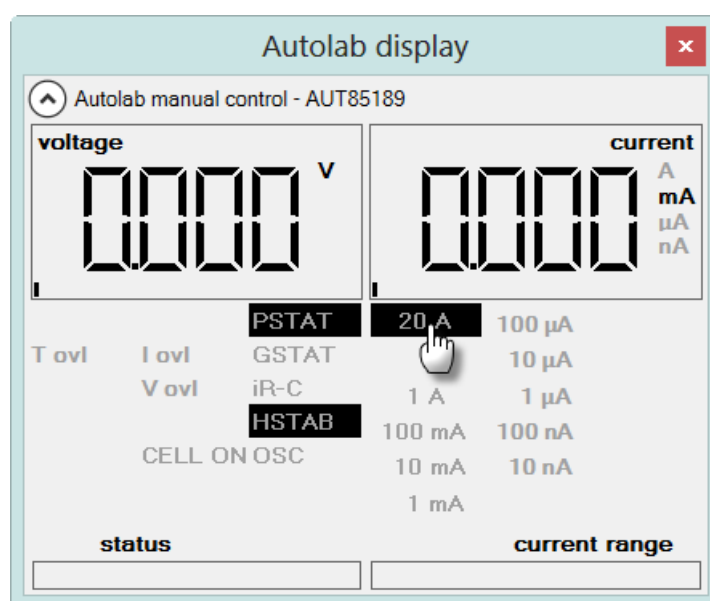 Autolab display
x
Autolab manual control - AUT85189
voltage
current
0.000 V
0.000
A
mA
µA
nA
PSTAT
20 A
100 µA
T ovl
I ovl
GSTAT
10 µA
V ovl
iR-C
1 A
1 µA
HSTAB
100 mA
100 nA
CELL ON
OSC
10 mA
10 nA
1 mA
status
current range